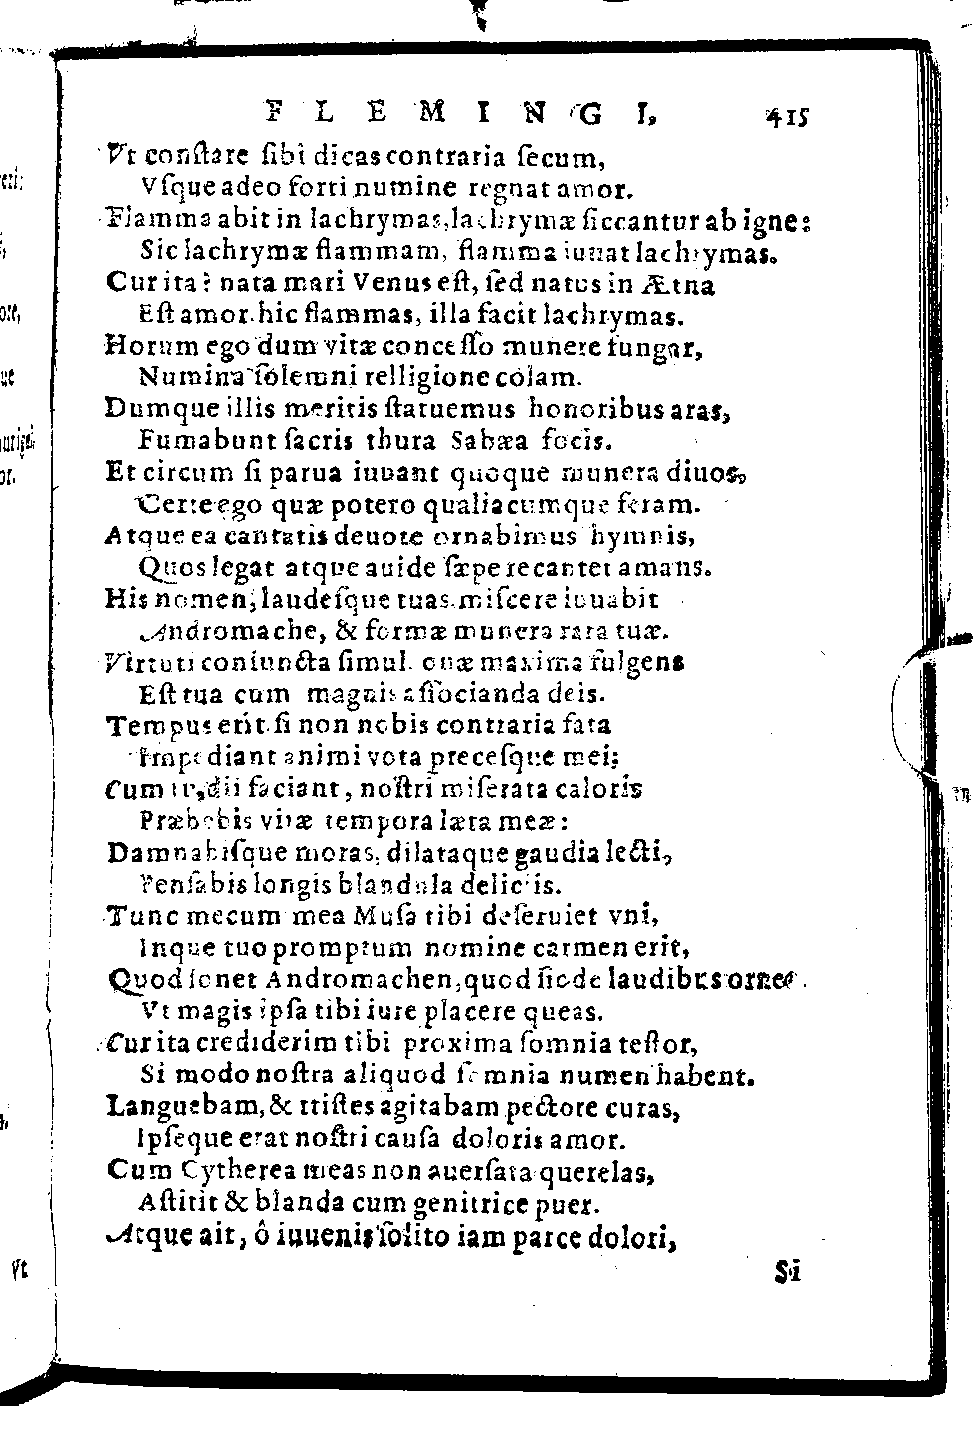 FLEMINGI, 415
Vt constare sibi dicas contraria secum,
Vſque adeo forti numine regnat amor.
Flamma abit in lachrymas, lachrymæ ſiccantur ab igne:
Sic lachrymæ flammam, flamma iuuat lachrymas.
Cur ita? nata mari Venus eſt, ſed natus in Ætna
Eſt amor. hic flammas, illa facit lachrymas.
Horum ego dum vitæ conceſſo munere fungar,
Numina ſolemni relligione colam.
Dumque illis meritis ſtatuemus honoribus aras,
Fumabunt ſacris thura Sabæa focis.
Et circum ſi parua iuuant quoque munera diuos,
Certe ego quæ potero qualiacumque feram.
Atque ea cantatis deuote ornabimus hymnis,
Quos legat atque auide ſæpe recantet amans.
His nomen, laudeſque tuas miſcere iuuabit
Andromache, & formæ munera rara tuæ.
Virtuti coniuncta ſimul quæ maxima fulgens
Eſt tua cum magnis aſſocianda deis.
Tempus erit ſi non nobis contraria fata
Impediant animi vota preceſque mei;
Cum tu, dii faciant, noſtri miſerata caloris
Præbebis vitæ tempora læta meæ:
Damnabiſque moras, dilataque gaudia lecti,
Penſabis longis blandula deliciis.
Tunc mecum mea Muſa tibi deſeruiet vni,
Inque tuo promptum nomine carmen erit,
Quod ſonet Andromachen, quod ſic de laudibus ornes.
Vt magis ipſa tibi iure placere queas.
Cur ita crediderim tibi proxima ſomnia teſtor,
Si modo noſtra aliquod ſomnia numen habent.
Languebam, & triſtes agitabam pectore curas,
Ipſeque erat noſtri cauſa doloris amor.
Cum Cytherea meas non auerſata querelas,
Aſtitit & blanda cum genitrice puer.
Atque ait, ô iuuenis ſolito iam parce dolori,
Si
Vt